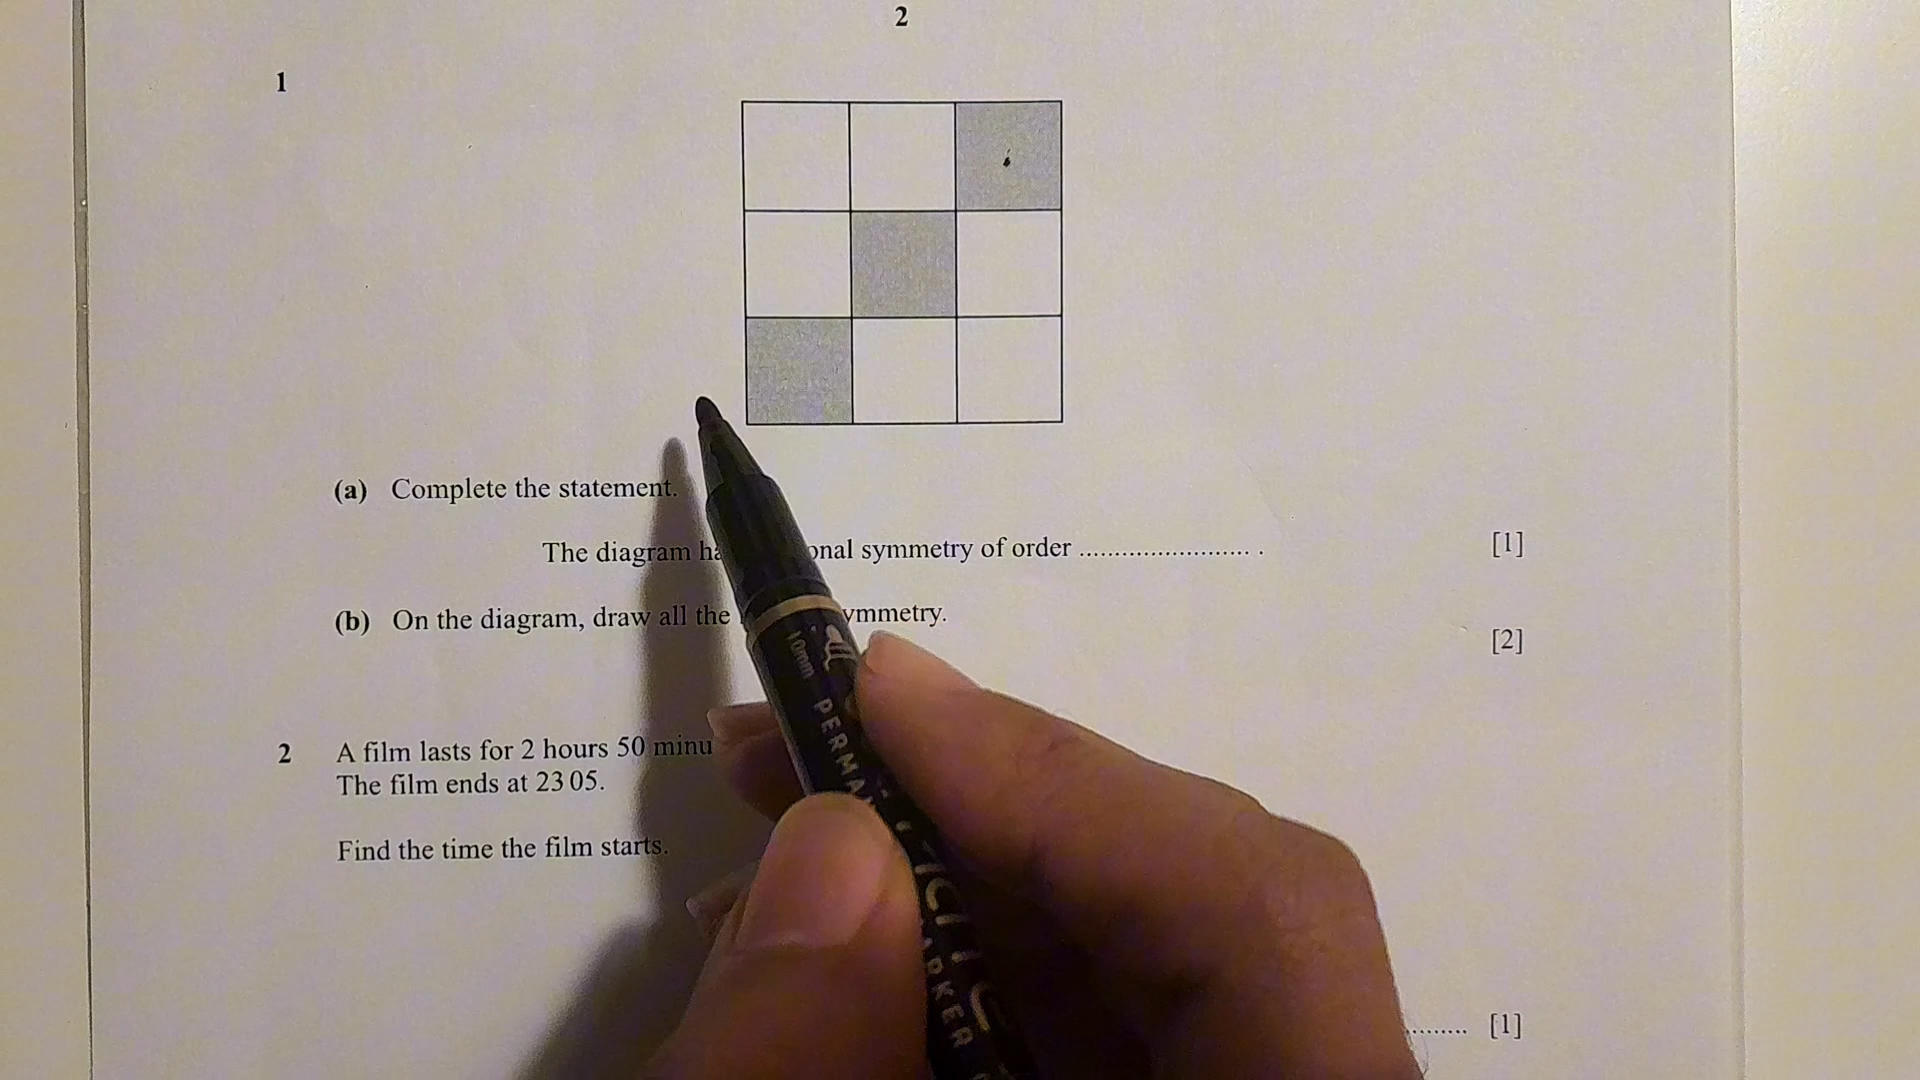 2
1
(a) Complete the statement.
The diagram ha onal symmetry of order ........................ . [1]
(b) On the diagram, draw all the ymmetry.
[2]
2 A film lasts for 2 hours 50 minu
The film ends at 23 05.
Find the time the film starts.
......... [1]
10mm PERMA
ARKER